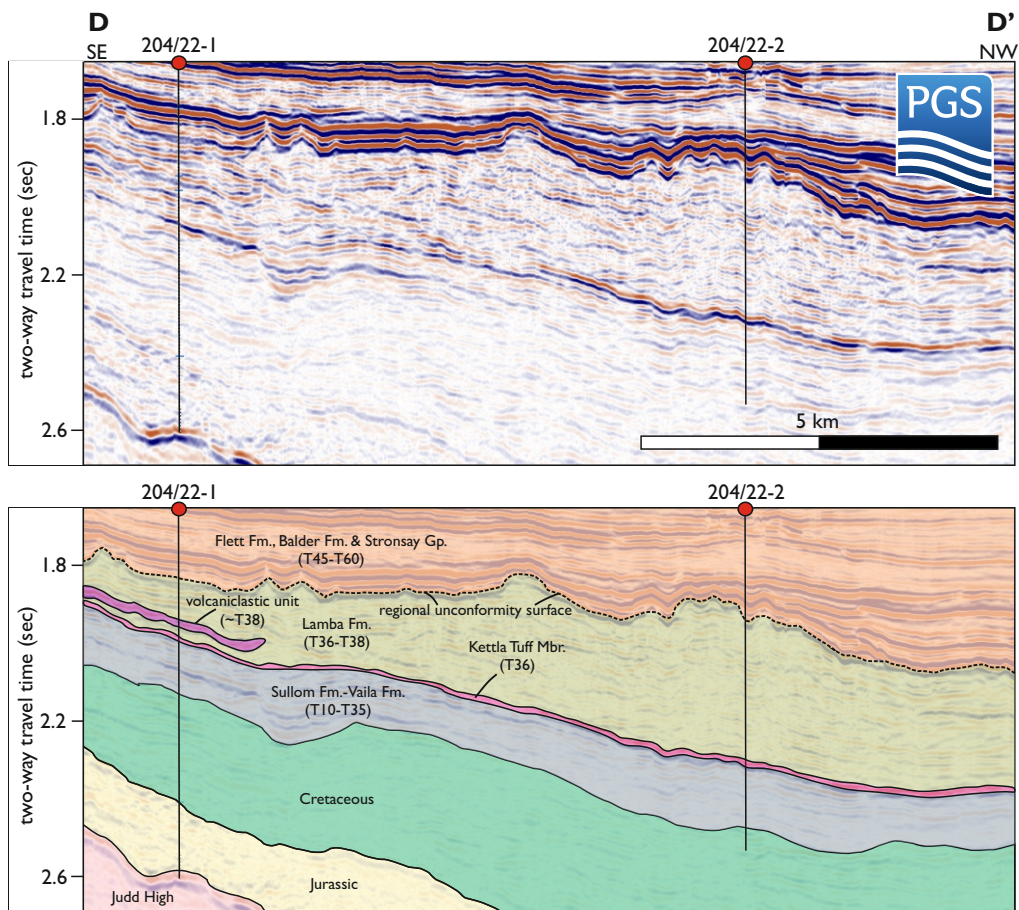 D
D’
SE
204/22-1
204/22-2
NW
PGS
1.8
2.2
2.6
two-way travel time (sec)
5 km
204/22-1
204/22-2
Flett Fm., Balder Fm. & Stronsay Gp.
(T45-T60)
1.8
volcaniclastic unit
(~T38)
regional unconformity surface
Lamba Fm.
(T36-T38)
Kettla Tuff Mbr.
(T36)
Sullom Fm.-Vaila Fm.
(T10-T35)
2.2
Cretaceous
2.6
Jurassic
Judd High
two-way travel time (sec)